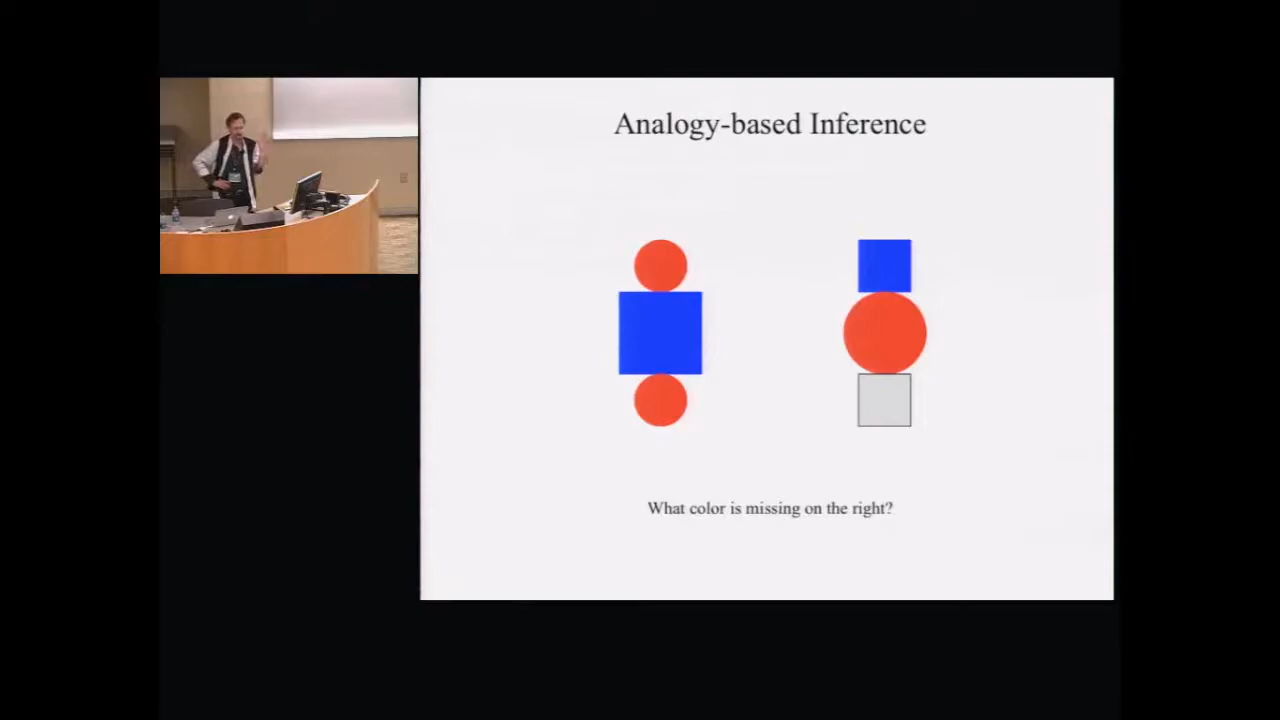 Analogy-based Inference
What color is missing on the right?